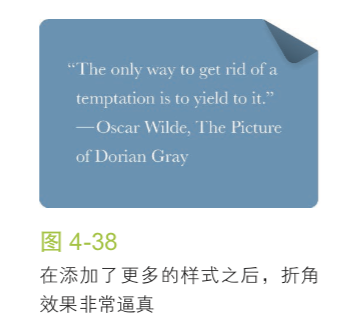 “The only way to get rid of a
temptation is to yield to it.”
—Oscar Wilde, The Picture
of Dorian Gray
图 4-38
在添加了更多的样式之后，折角
效果非常逼真